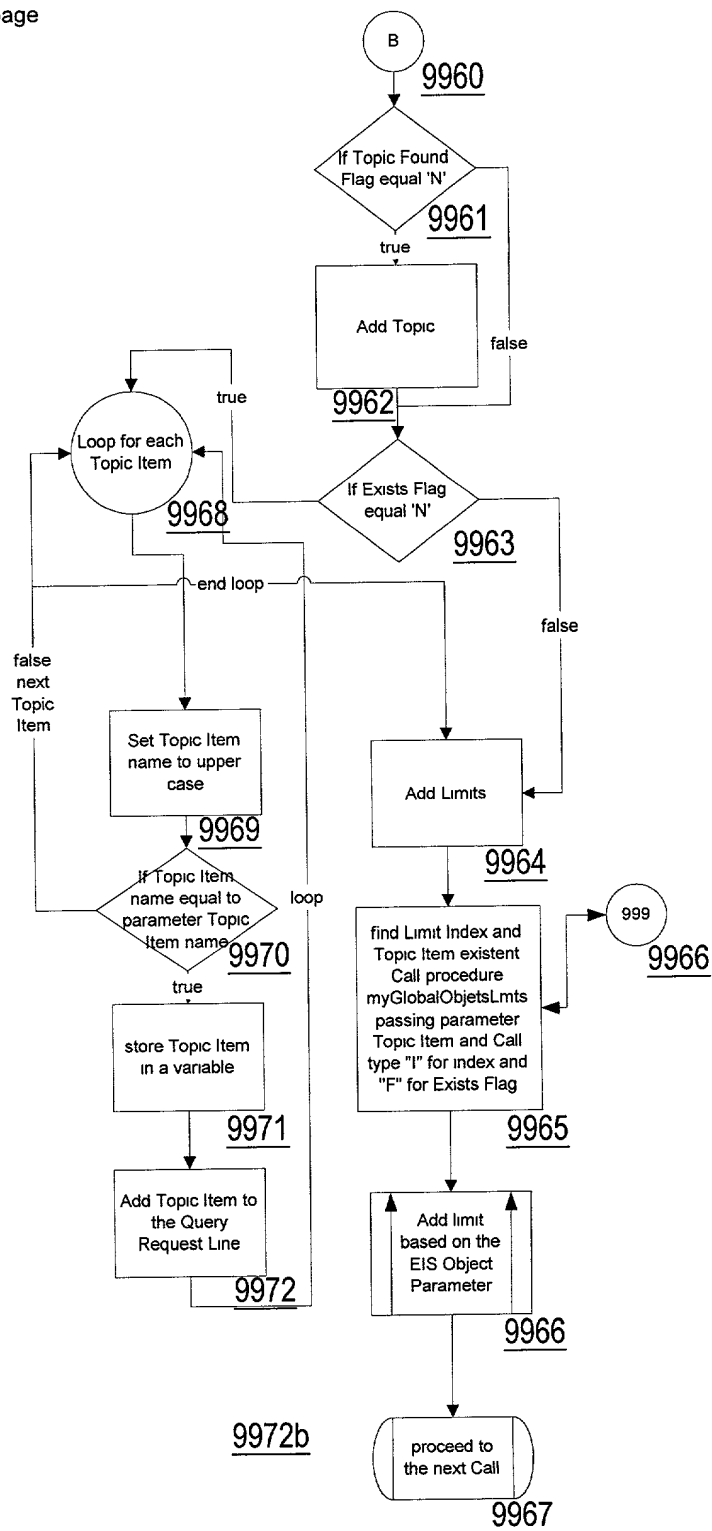 age
B
9960
If Topic Found
Flag equal 'N'
9961
true
Add Topic
false
9962
true
Loop for each
Topic Item
9968
If Exists Flag
equal 'N'
9963
end loop
false
false
next
Topic
Item
Set Topic Item
name to upper
case
9969
Add Limits
9964
If Topic Item
name equal to
parameter Topic
Item name
9970
loop
true
find Limit Index and
Topic Item existent
Call procedure
myGlobalObjetsLmts
passing parameter
Topic Item and Call
type "I" for index and
"F" for Exists Flag
9965
999
9966
store Topic Item
in a variable
9971
Add Topic Item to
the Query
Request Line
9972
Add limit
based on the
EIS Object
Parameter
9966
9972b
proceed to
the next Call
9967